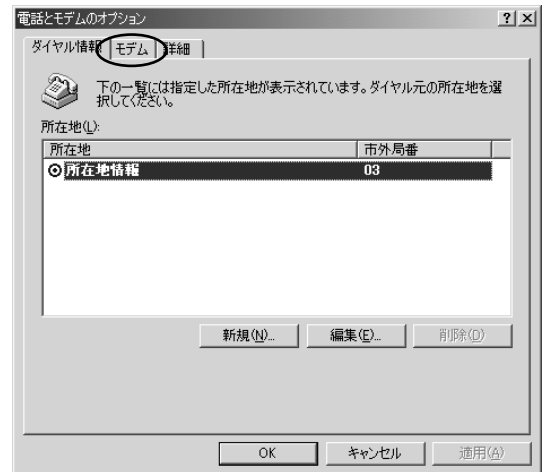 電話とモデムのオプション
ダイヤル情報 モデム 詳細
下の一覧には指定した所在地が表示されています。ダイヤル元の所在地を選
択してください。
所在地(L):
所在地 市外局番
所在地情報 03
新規(N)... 編集(E)... 削除(D)
OK キャンセル 適用(A)